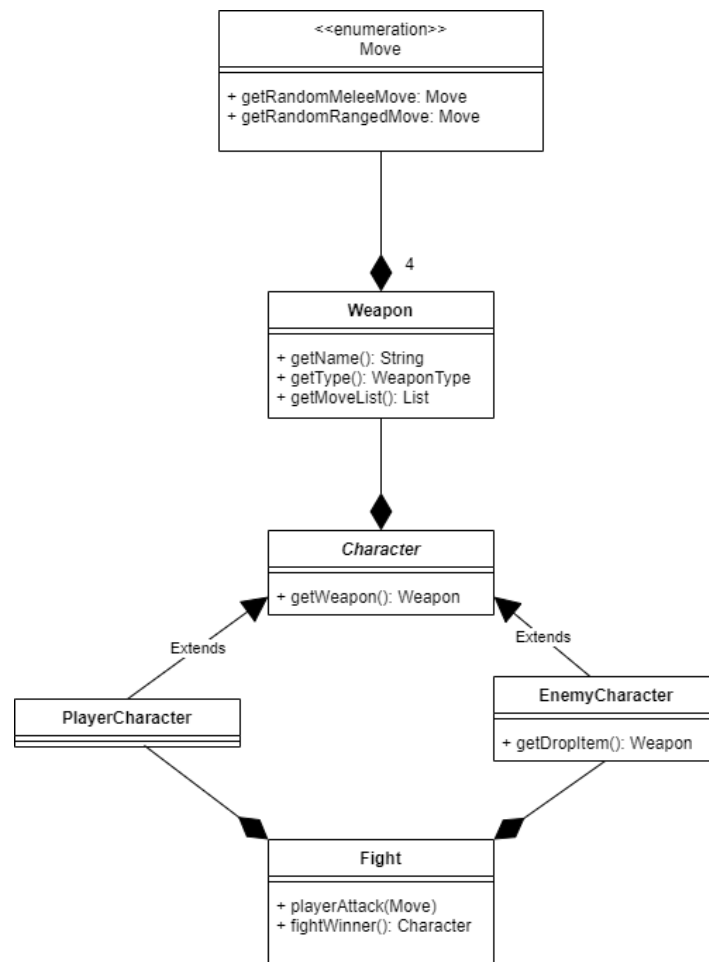 <<enumeration>>
Move
+ getRandomMeleeMove: Move
+ getRandomRangedMove: Move
4
Weapon
+ getName(): String
+ getType(): WeaponType
+ getMoveList(): List
Character
+ getWeapon(): Weapon
Extends
Extends
PlayerCharacter
EnemyCharacter
+ getDropItem(): Weapon
Fight
+ playerAttack(Move)
+ fightWinner(): Character